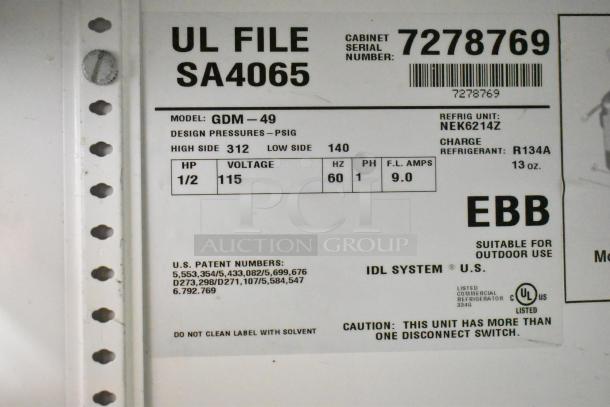 UL FILE
SA4065
CABINET
SERIAL
NUMBER: 7278769
7278769
MODEL: GDM-49
REFRIG UNIT:
NEK6214Z
DESIGN PRESSURES-PSIG
HIGH SIDE 312 LOW SIDE 140
CHARGE
REFRIGERANT: R134A
13 oz.
HP VOLTAGE HZ PH F.L. AMPS
1/2 115 60 1 9.0
PCI
AUCTION GROUP
EBB
SUITABLE FOR
OUTDOOR USE
U.S. PATENT NUMBERS:
5,553,354/5,433,082/5,699,676
D273,298/D271,107/5,584,547
6.792.769
IDL SYSTEM ® U.S.
LISTED
COMMERCIAL
REFRIGERATOR
C UL US
LISTED
DO NOT CLEAN LABEL WITH SOLVENT
CAUTION: THIS UNIT HAS MORE THAN
ONE DISCONNECT SWITCH.